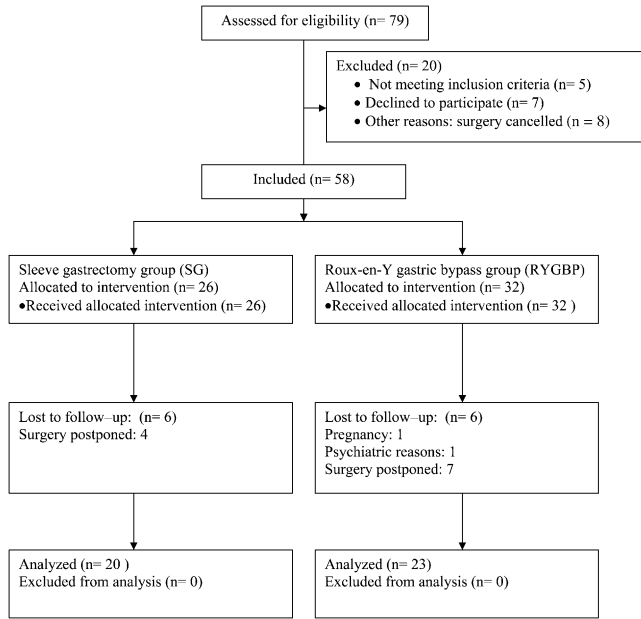 Assessed for eligibility (n= 79)
Excluded (n= 20)
• Not meeting inclusion criteria (n= 5)
• Declined to participate (n= 7)
• Other reasons: surgery cancelled (n = 8)
Included (n= 58)
Sleeve gastrectomy group (SG)
Allocated to intervention (n= 26)
•Received allocated intervention (n= 26)
Roux-en-Y gastric bypass group (RYGBP)
Allocated to intervention (n= 32)
•Received allocated intervention (n= 32 )
Lost to follow–up: (n= 6)
Surgery postponed: 4
Lost to follow–up: (n= 6)
Pregnancy: 1
Psychiatric reasons: 1
Surgery postponed: 7
Analyzed (n= 20 )
Excluded from analysis (n= 0)
Analyzed (n= 23)
Excluded from analysis (n= 0)